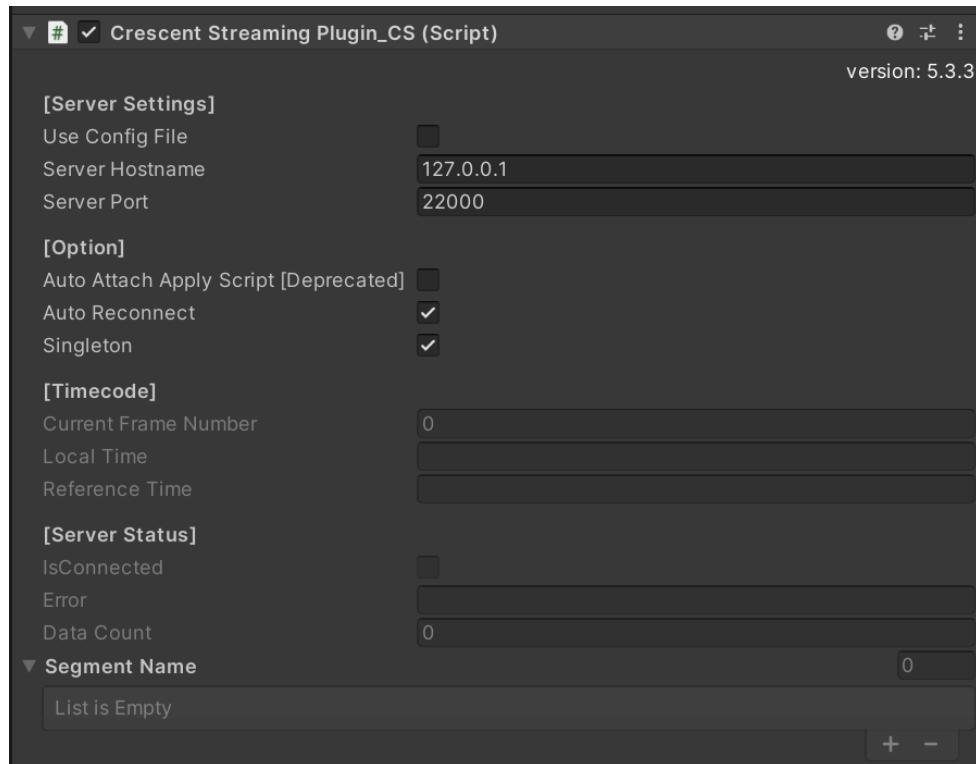 # Crescent Streaming Plugin_CS (Script)
version: 5.3.3
[Server Settings]
Use Config File
Server Hostname 127.0.0.1
Server Port 22000
[Option]
Auto Attach Apply Script [Deprecated]
Auto Reconnect
Singleton
[Timecode]
Current Frame Number 0
Local Time
Reference Time
[Server Status]
IsConnected
Error
Data Count 0
Segment Name 0
List is Empty